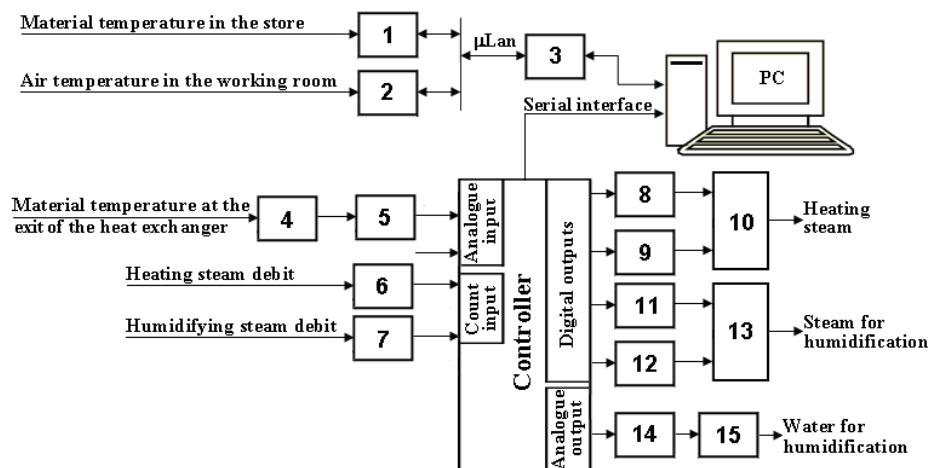 Material temperature in the store
1
μLan
3
PC
Air temperature in the working room
2
Serial interface
Material temperature at the
exit of the heat exchanger
4
5
Analogue
input
Heating steam debit
6
Count
input
Humidifying steam debit
7
Controller
Digital outputs
Analogue
output
8
9
10
Heating
steam
11
12
13
Steam for
humidification
14
15
Water for
humidification